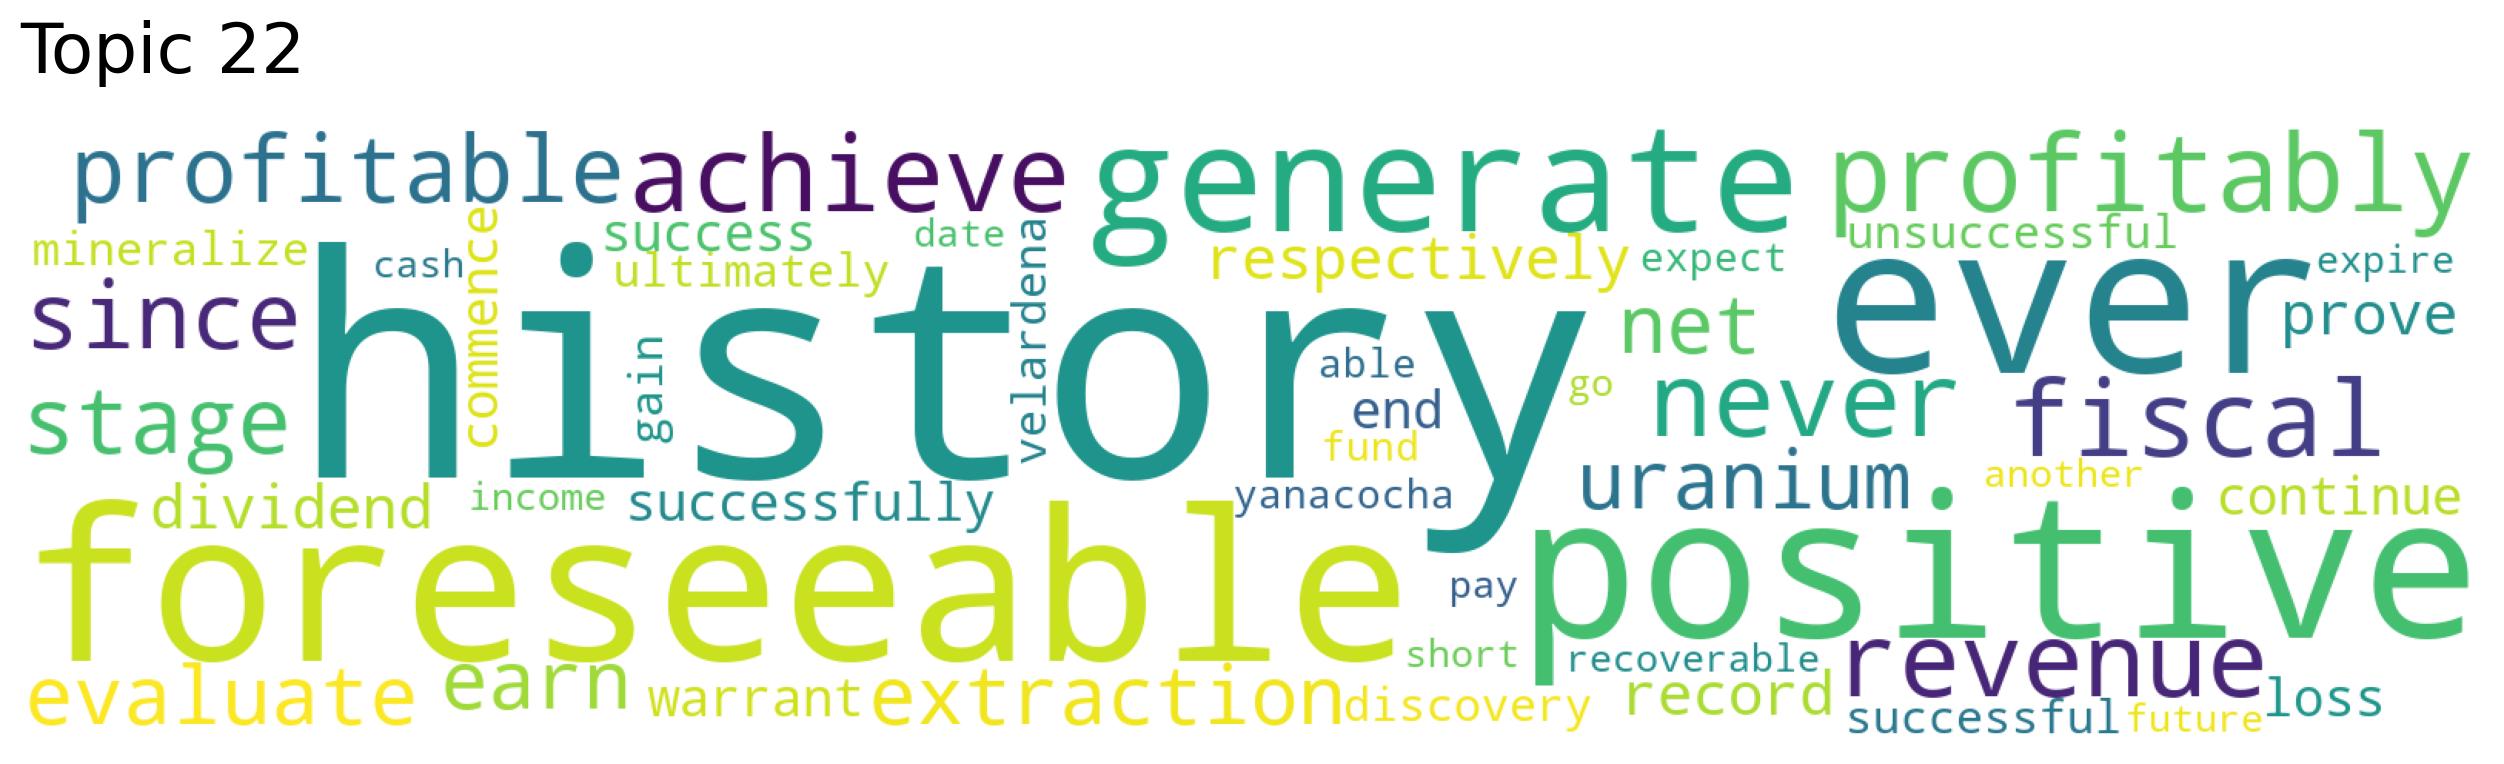 Topic 22
profitable achieve generate profitably
mineralize cash commence success date ultimately velardena respectively expect unsuccessful expire
since history ever prove
gain able net
stage end go never fiscal
fund
dividend income successfully yanacocha uranium another continue
foreseeable positive
pay
short recoverable revenue
evaluate earn warrant extraction discovery record loss
successful future